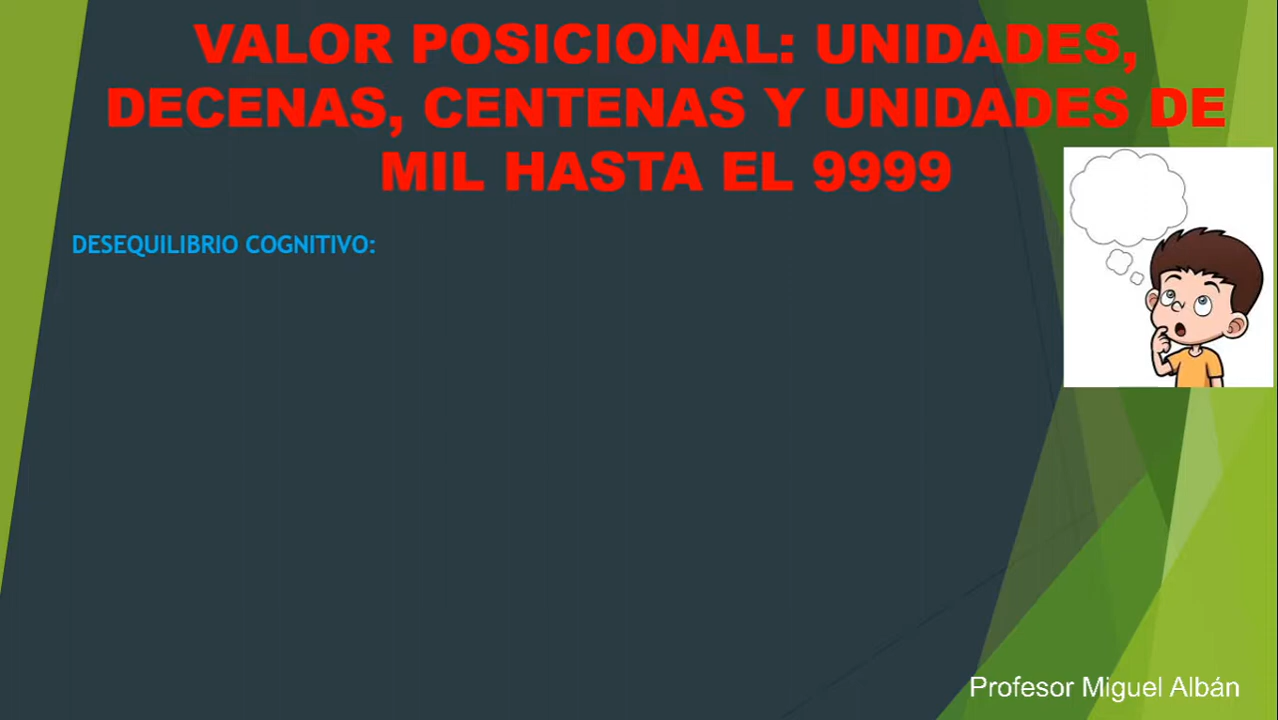 VALOR POSICIONAL: UNIDADES,
DECENAS, CENTENAS Y UNIDADES DE
MIL HASTA EL 9999
DESEQUILIBRIO COGNITIVO:
Profesor Miguel Albán